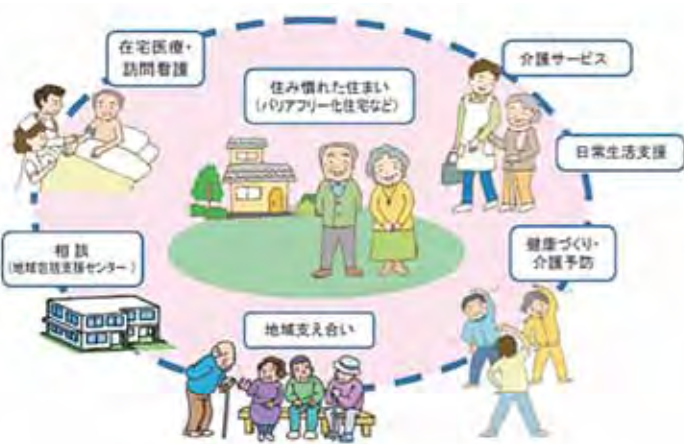 在宅医療・
訪問看護
住み慣れた住まい
(バリアフリー化住宅など)
介護サービス
日常生活支援
相談
(地域包括支援センター)
健康づくり・
介護予防
地域支え合い